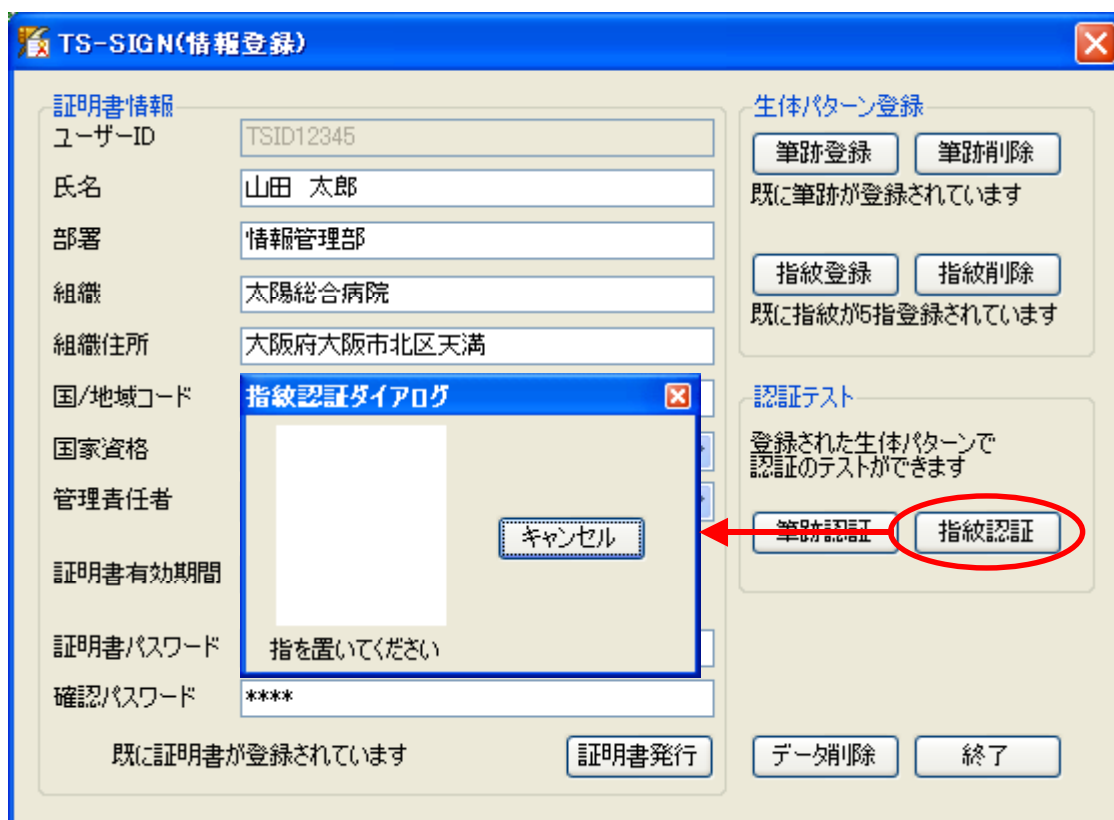 TS-SIGN(情報登録)
証明書情報
ユーザーID
TSID12345
氏名
山田 太郎
部署
情報管理部
組織
太陽総合病院
組織住所
大阪府大阪市北区天満
国/地域コード
国家資格
管理責任者
証明書有効期間
証明書パスワード
確認パスワード
****
既に証明書が登録されています
証明書発行
指紋認証ダイアログ
キャンセル
指を置いてください
生体パターン登録
筆跡登録
筆跡削除
既に筆跡が登録されています
指紋登録
指紋削除
既に指紋が5指登録されています
認証テスト
登録された生体パターンで
認証のテストができます
筆跡認証
指紋認証
データ削除
終了